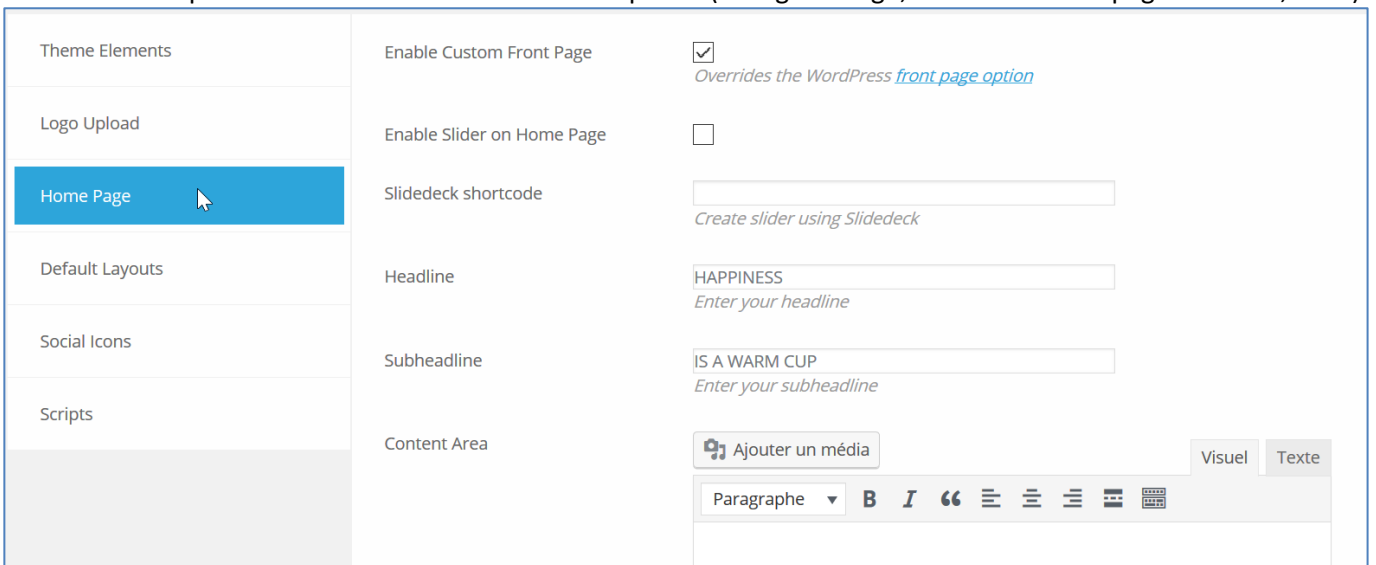 Theme Elements
Logo Upload
Home Page
Default Layouts
Social Icons
Scripts
Enable Custom Front Page
Overrides the WordPress front page option
Enable Slider on Home Page
Slidedeck shortcode
Create slider using Slidedeck
Headline
HAPPINESS
Enter your headline
Subheadline
IS A WARM CUP
Enter your subheadline
Content Area
Ajouter un média
Visuel Texte
Paragraphe B I